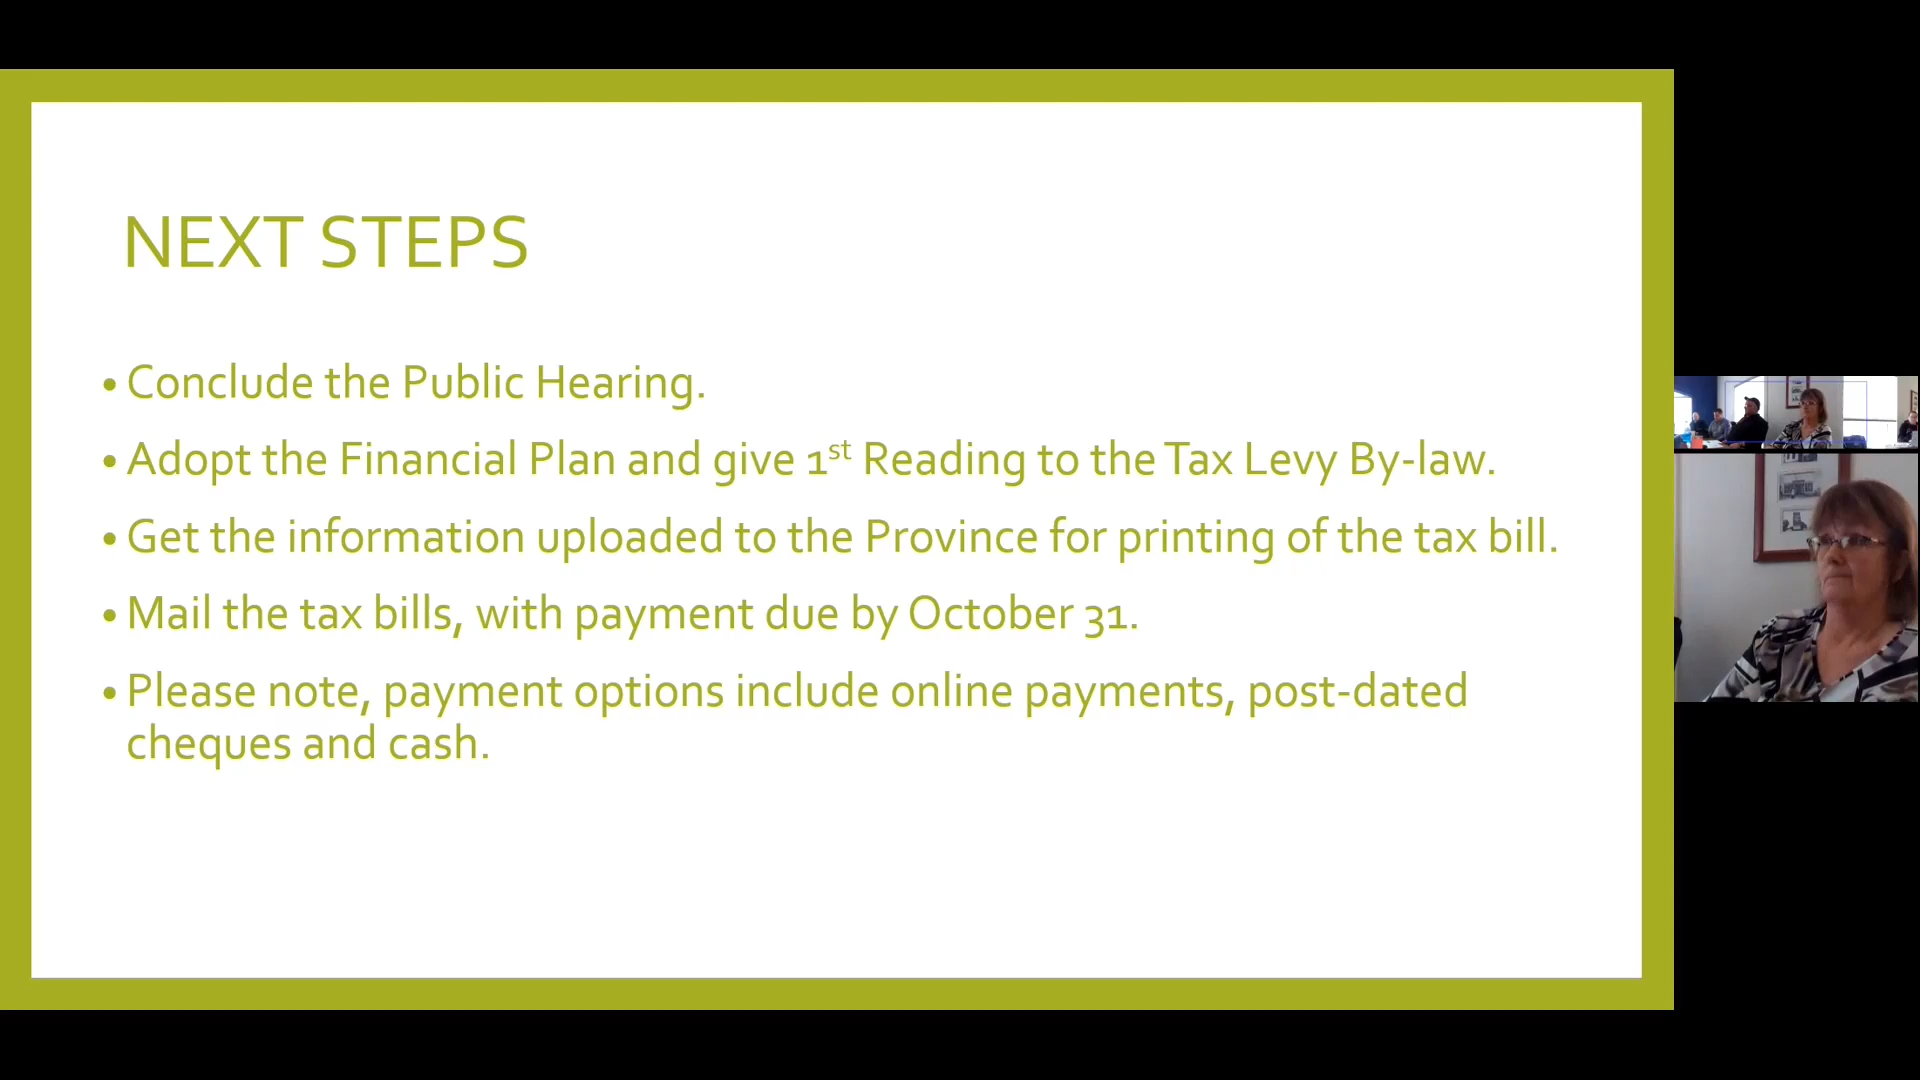 NEXT STEPS
• Conclude the Public Hearing.
• Adopt the Financial Plan and give 1st Reading to the Tax Levy By-law.
• Get the information uploaded to the Province for printing of the tax bill.
• Mail the tax bills, with payment due by October 31.
• Please note, payment options include online payments, post-dated
cheques and cash.